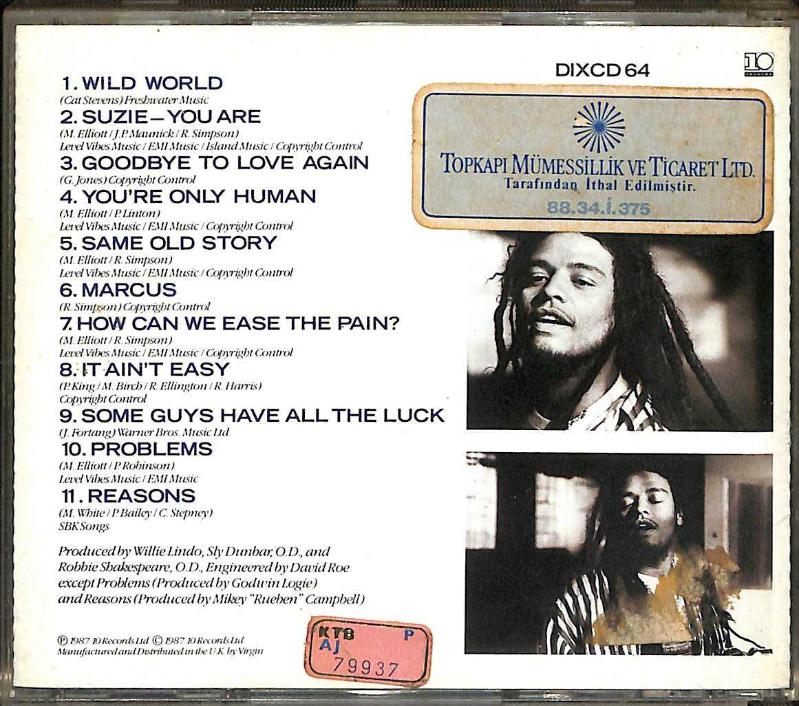 1. WILD WORLD
(Cat Stevens) Freshwater Music
2. SUZIE – YOU ARE
(M. Elliott / J.P. Maunick / R. Simpson)
Level Vibes Music / EMI Music / Island Music / Copyright Control
3. GOODBYE TO LOVE AGAIN
(G. Jones) Copyright Control
4. YOU'RE ONLY HUMAN
(M. Elliott / P. Linton)
Level Vibes Music / EMI Music / Copyright Control
5. SAME OLD STORY
(M. Elliott / R. Simpson)
Level Vibes Music / EMI Music / Copyright Control
6. MARCUS
(R. Simpson) Copyright Control
7. HOW CAN WE EASE THE PAIN?
(M. Elliott / R. Simpson)
Level Vibes Music / EMI Music / Copyright Control
8. IT AIN'T EASY
(P. King / M. Birch / R. Ellington / R. Harris)
Copyright Control
9. SOME GUYS HAVE ALL THE LUCK
(J. Fortang) Warner Bros. Music Ltd.
10. PROBLEMS
(M. Elliott / P. Robinson)
Level Vibes Music / EMI Music
11. REASONS
(M. White / P. Bailey / C. Stepney)
SBK Songs
Produced by Willie Lindo, Sly Dunbar, O.D., and
Robbie Shakespeare, O.D., Engineered by David Roe
except Problems (Produced by Godwin Logie)
and Reasons (Produced by Mikey "Rueben" Campbell)
℗ 1987 10 Records Ltd © 1987 10 Records Ltd
Manufactured and Distributed in the U.K. by Virgin
DIXCD 64
10
TOPKAPI MÜMESSİLLİK VE TİCARET LTD.
Tarafından İthal Edilmiştir.
88.34.İ.375
KTB P
AJ
79937